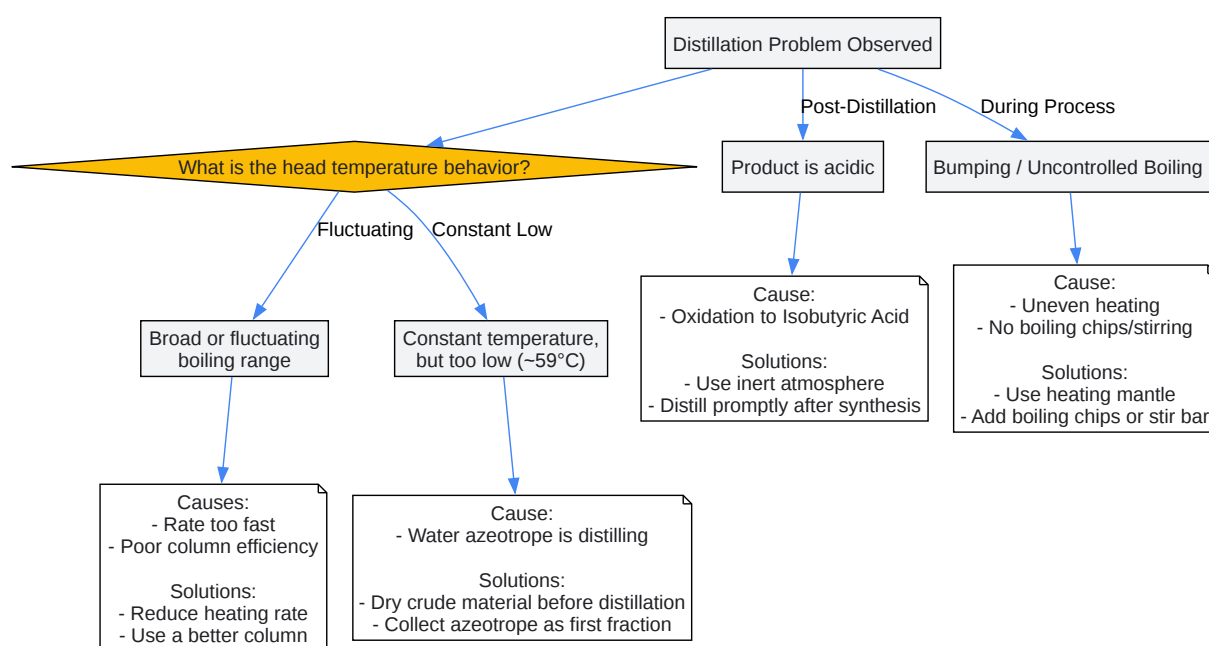 Distillation Problem Observed
Post-Distillation
During Process
What is the head temperature behavior?
Product is acidic
Bumping / Uncontrolled Boiling
Fluctuating
Constant Low
Cause:
- Oxidation to Isobutyric Acid
Solutions:
- Use inert atmosphere
- Distill promptly after synthesis
Cause:
- Uneven heating
- No boiling chips/stirring
Solutions:
- Use heating mantle
- Add boiling chips or stir bar
Broad or fluctuating
boiling range
Constant temperature,
but too low (~59°C)
Causes:
- Rate too fast
- Poor column efficiency
Solutions:
- Reduce heating rate
- Use a better column
Cause:
- Water azeotrope is distilling
Solutions:
- Dry crude material before distillation
- Collect azeotrope as first fraction